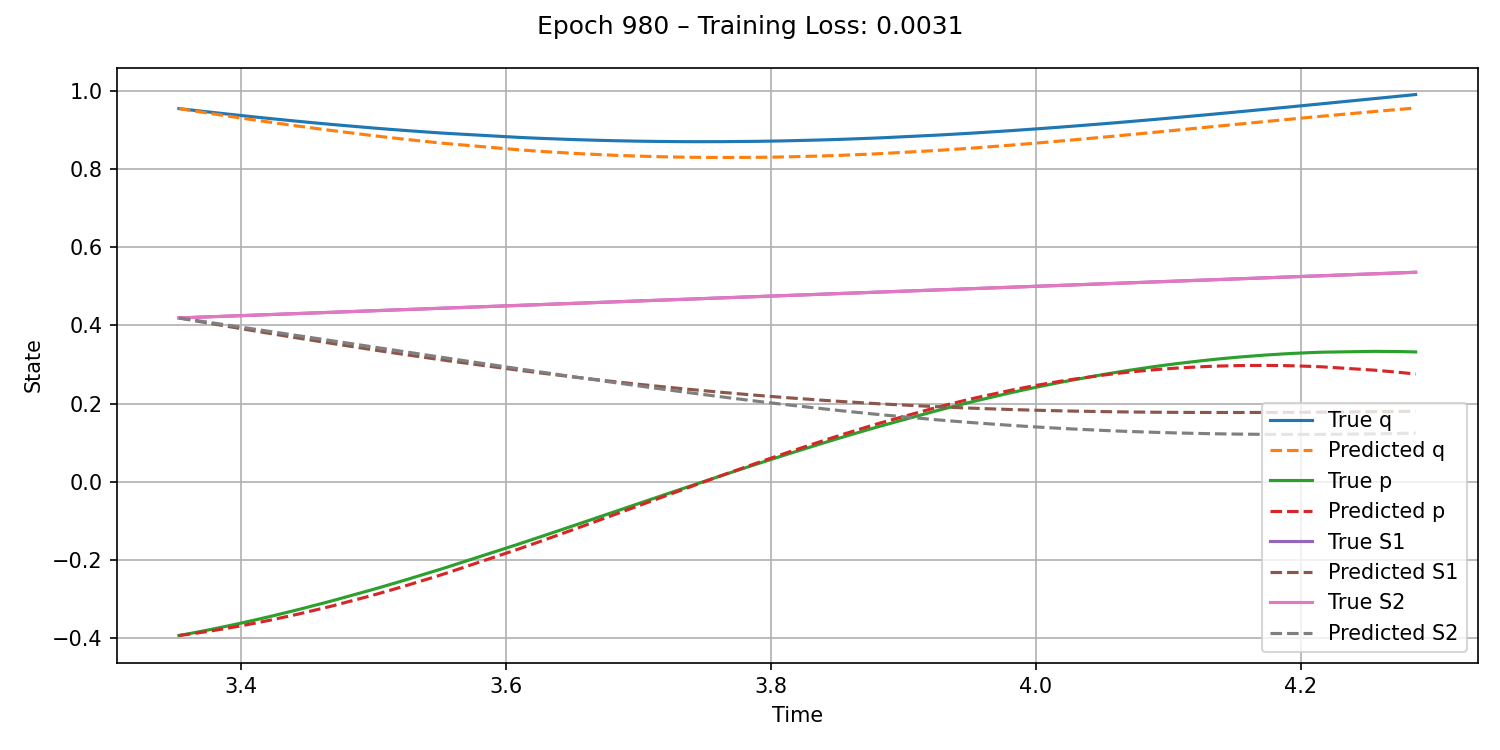 Epoch 980 – Training Loss: 0.0031
1.0
0.8
0.6
0.4
0.2
0.0
−0.2
−0.4
State
3.4
3.6
3.8
4.0
4.2
Time
True q
Predicted q
True p
Predicted p
True S1
Predicted S1
True S2
Predicted S2